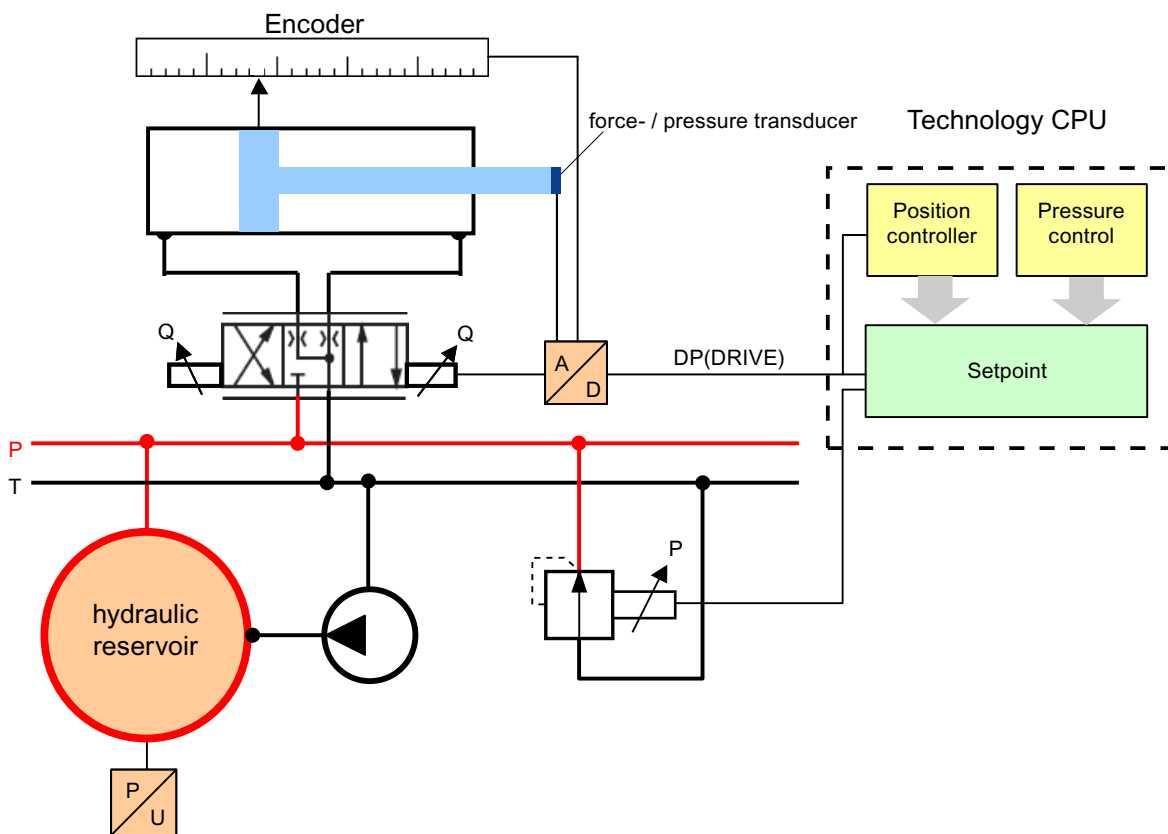 Encoder
force- / pressure transducer
Technology CPU
Position
controller
Pressure
control
Q
Q
A
D
DP(DRIVE)
Setpoint
P
T
P
hydraulic
reservoir
P
U